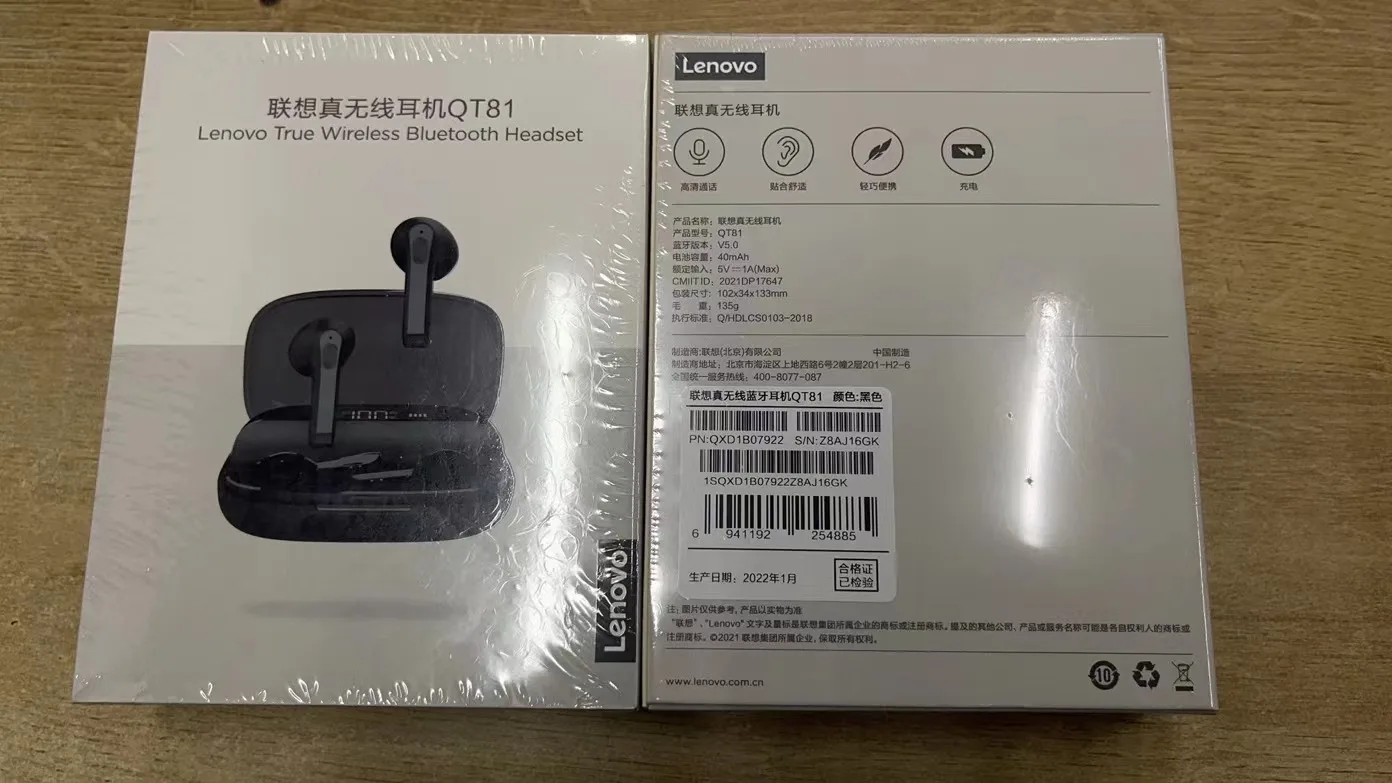 联想真无线耳机QT81
Lenovo True Wireless Bluetooth Headset
Lenovo
Lenovo
联想真无线耳机
高清通话
贴合舒适
轻巧便携
充电
产品名称：联想真无线耳机
产品型号：QT81
蓝牙版本：V5.0
电池容量：40mAh
额定输入：5V⎓1A(Max)
CMIIT ID：2021DP17647
包装尺寸：102x34x133mm
毛 重：135g
执行标准：Q/HDLCS0103-2018
制造商:联想(北京)有限公司 中国制造
制造商地址：北京市海淀区上地西路6号2幢2层201-H2-6
全国统一服务热线：400-8077-087
联想真无线蓝牙耳机QT81 颜色:黑色
PN:QXD1B07922 S/N:Z8AJ16GK
1SQXD1B07922Z8AJ16GK
6 941192 254885
生产日期：2022年1月
合格证
已检验
注：图片仅供参考，产品以实物为准
“联想”、“Lenovo”文字及量标是联想集团所属企业的商标或注册商标。提及的其他公司、产品或服务名称可能是各自权利人的商标或
注册商标。©2021 联想集团所属企业，保取所有权利。
www.lenovo.com.cn
10